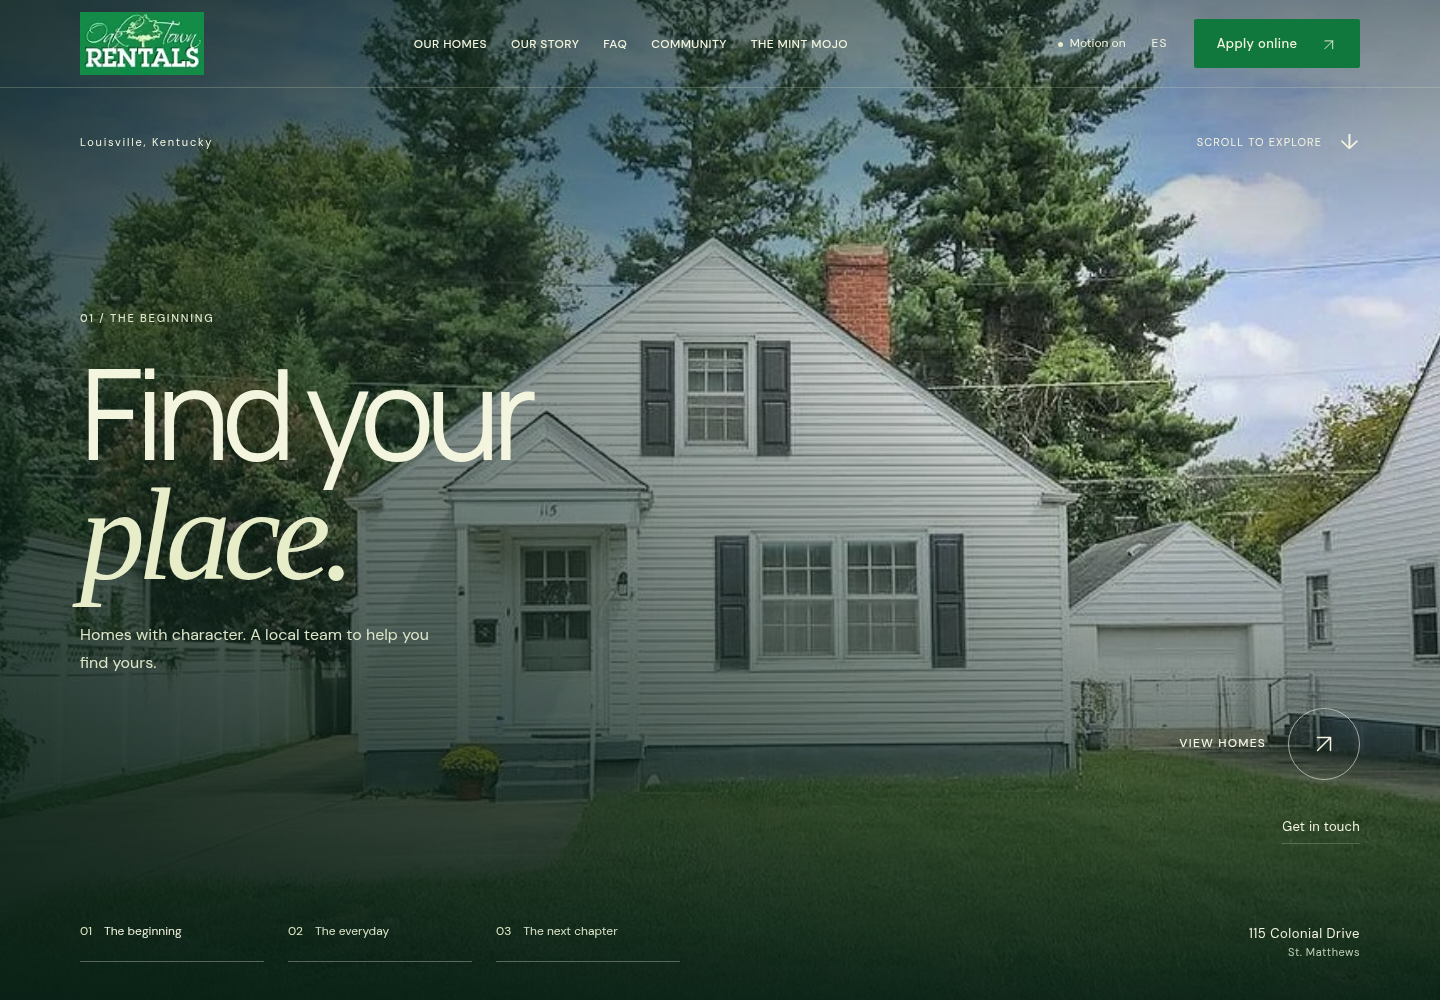 Oak Town
RENTALS
OUR HOMES
OUR STORY
FAQ
COMMUNITY
THE MINT MOJO
Motion on
ES
Apply online
Louisville, Kentucky
SCROLL TO EXPLORE
01 / THE BEGINNING
Find your
place.
115
Homes with character. A local team to help you
find yours.
VIEW HOMES
Get in touch
01 The beginning
02 The everyday
03 The next chapter
115 Colonial Drive
St. Matthews